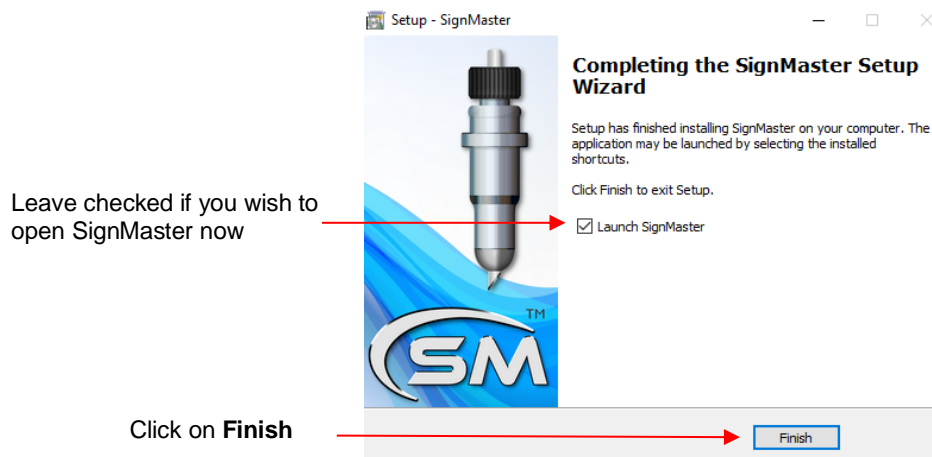 Setup - SignMaster
Completing the SignMaster Setup
Wizard
Setup has finished installing SignMaster on your computer. The
application may be launched by selecting the installed
shortcuts.
Click Finish to exit Setup.
Leave checked if you wish to
open SignMaster now
Launch SignMaster
TM
SM
Click on Finish
Finish